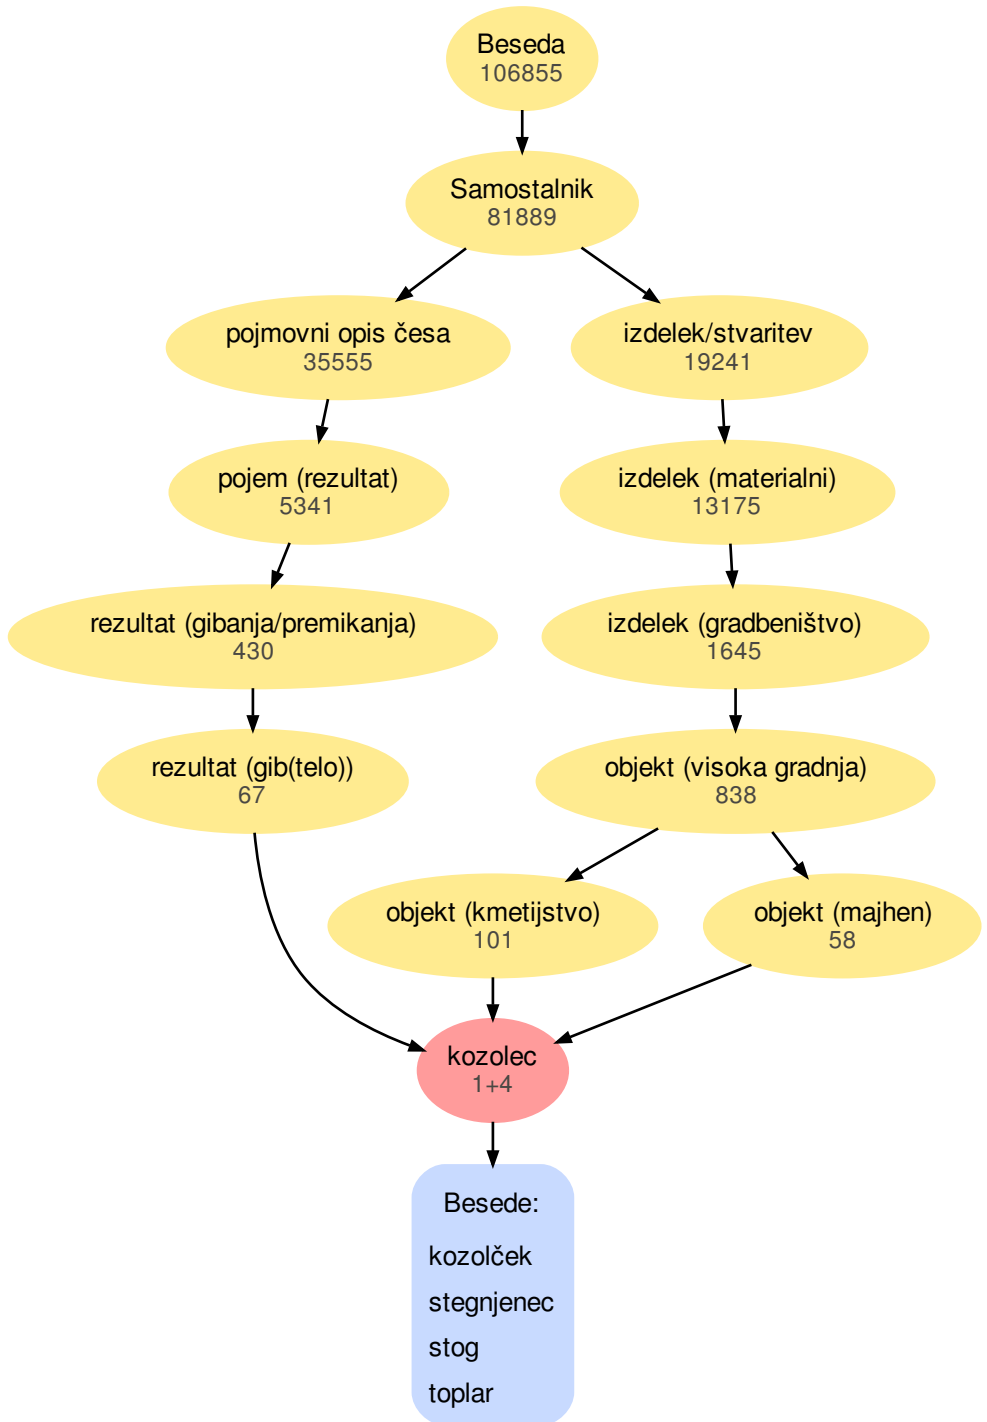 Beseda
106855
Samostalnik
81889
pojmovni opis česa
35555
izdelek/stvaritev
19241
pojem (rezultat)
5341
izdelek (materialni)
13175
rezultat (gibanja/premikanja)
430
izdelek (gradbeništvo)
1645
rezultat (gib(telo))
67
objekt (visoka gradnja)
838
objekt (kmetijstvo)
101
objekt (majhen)
58
kozolec
1+4
Besede:
kozolček
stegnjenec
stog
toplar